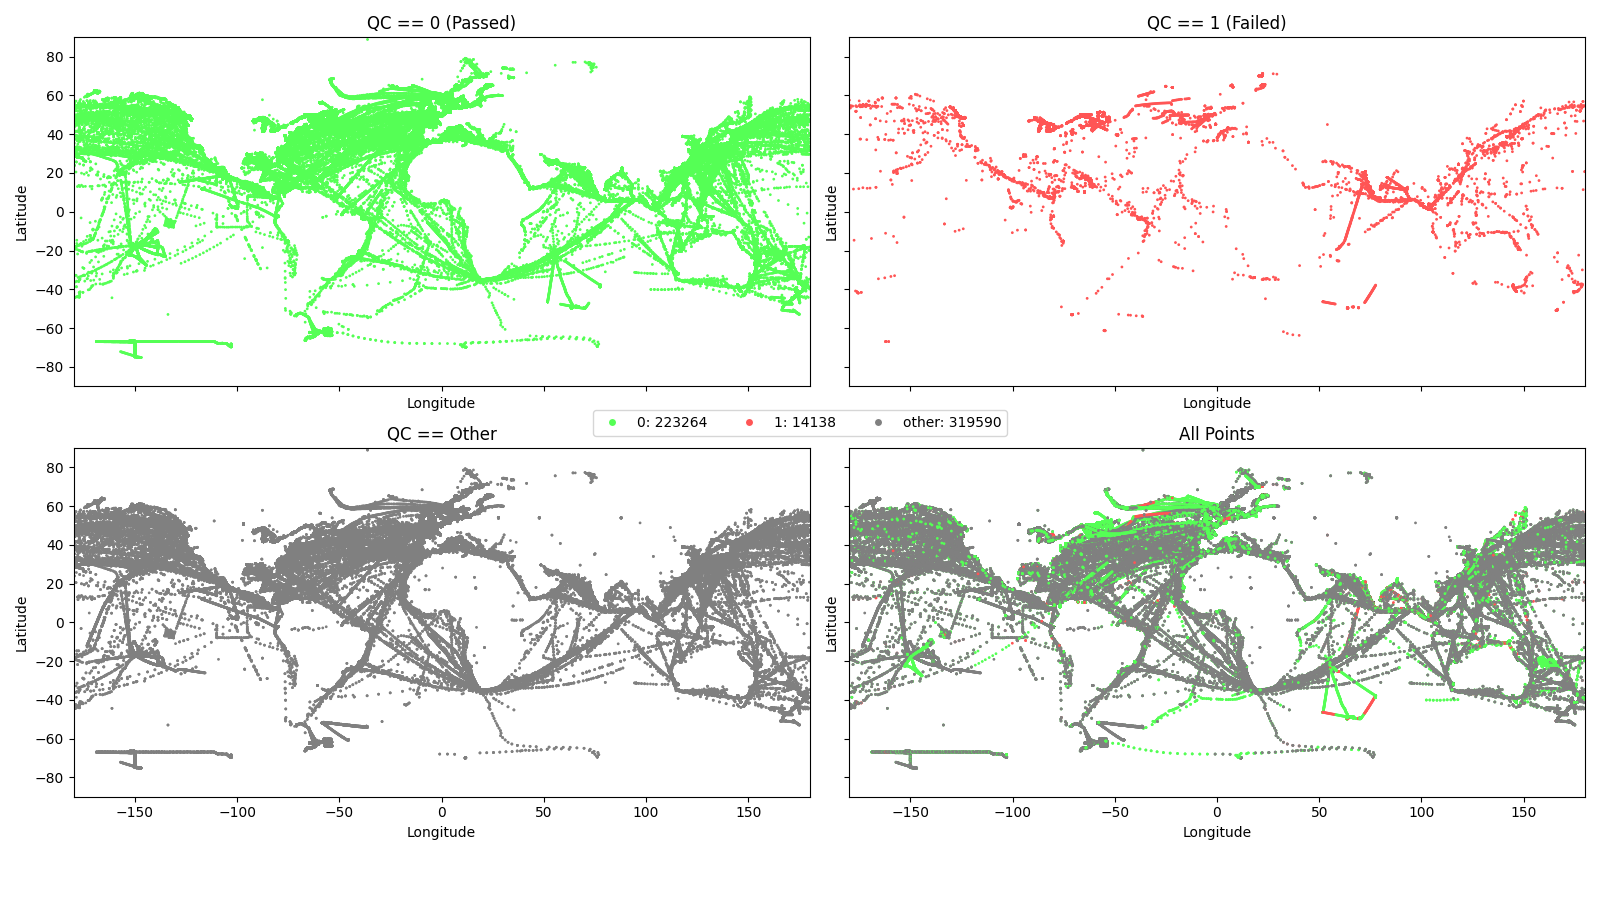 QC == 0 (Passed)
QC == 1 (Failed)
80
60
40
20
0
−20
−40
−60
−80
Latitude
Latitude
Longitude
Longitude
0: 223264
1: 14138
other: 319590
QC == Other
All Points
80
60
40
20
0
−20
−40
−60
−80
Latitude
Latitude
−150
−100
−50
0
50
100
150
−150
−100
−50
0
50
100
150
Longitude
Longitude